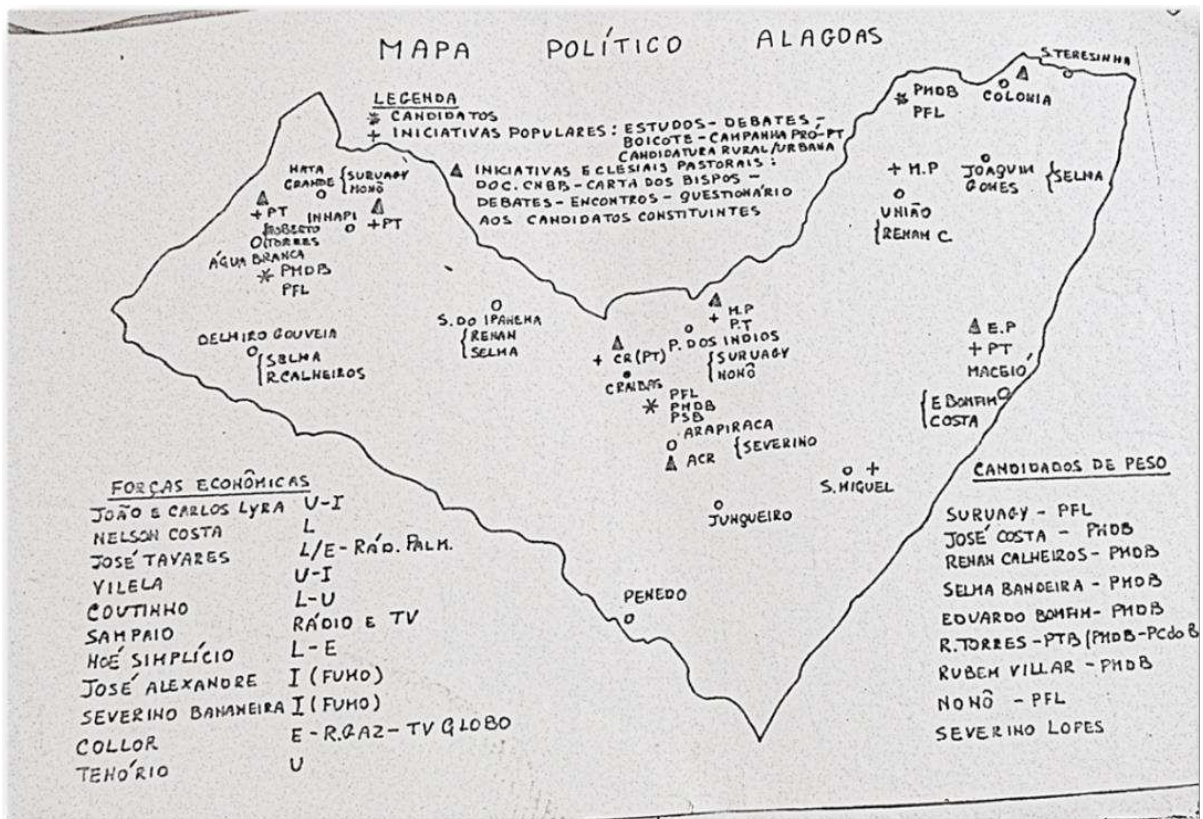 MAPA POLÍTICO ALAGOAS
LEGENDA
* CANDIDATOS
+ INICIATIVAS POPULARES: ESTUDOS - DEBATES -
BOICOTE - CAMPANHA PRÓ-PT
CANDIDATURA RURAL/URBANA
▲ INICIATIVAS ECLESIAIS PASTORAIS:
DOC. CNBB - CARTA DOS BISPOS -
DEBATES - ENCONTROS - QUESTIONÁRIO
AOS CANDIDATOS CONSTITUINTES
S.TERESINHA
COLONIA
* PMDB
PFL
+ M.P
UNIÃO
{RENAM C.
JOAQUIM
GOMES {SELMA
MATA
GRANDE {SURUAGY
NONÔ
+ PT
INHAPI
+ PT
{ROBERTO
TORRES
ÁGUA BRANCA
* PMDB
PFL
DELMIRO GOUVEIA
{SELMA
R.CALHEIROS
S. DO IPANEMA
{RENAN
SELMA
M.P
+ P.T
P. DOS INDIOS
{SURUAGY
NONÔ
+ CR (PT)
CRAIBAS
* PFL
PMDB
PSB
ARAPIRACA
{SEVERINO
ACR
E.P
+ PT
MACEIÓ
{E BOMFIM
COSTA
S. MIGUEL +
JUNQUEIRO
PENEDO
FORÇAS ECONÔMICAS
JOÃO E CARLOS LYRA U-I
NELSON COSTA L
JOSÉ TAVARES L/E - RÁD. PALM.
VILELA U-I
COUTINHO L-U
SAMPAIO RÁDIO E TV
NOÉ SIMPLÍCIO L-E
JOSÉ ALEXANDRE I (FUMO)
SEVERINO BANANEIRA I (FUMO)
COLLOR E-R.GAZ-TV GLOBO
TENÓRIO U
CANDIDADOS DE PESO
SURUAGY - PFL
JOSÉ COSTA - PMDB
RENAN CALHEIROS - PMDB
SELMA BANDEIRA - PMDB
EDUARDO BOMFIM - PMDB
R. TORRES - PTB (PMDB-PCdoB
RUBEM VILLAR - PMDB
NONÔ - PFL
SEVERINO LOPES